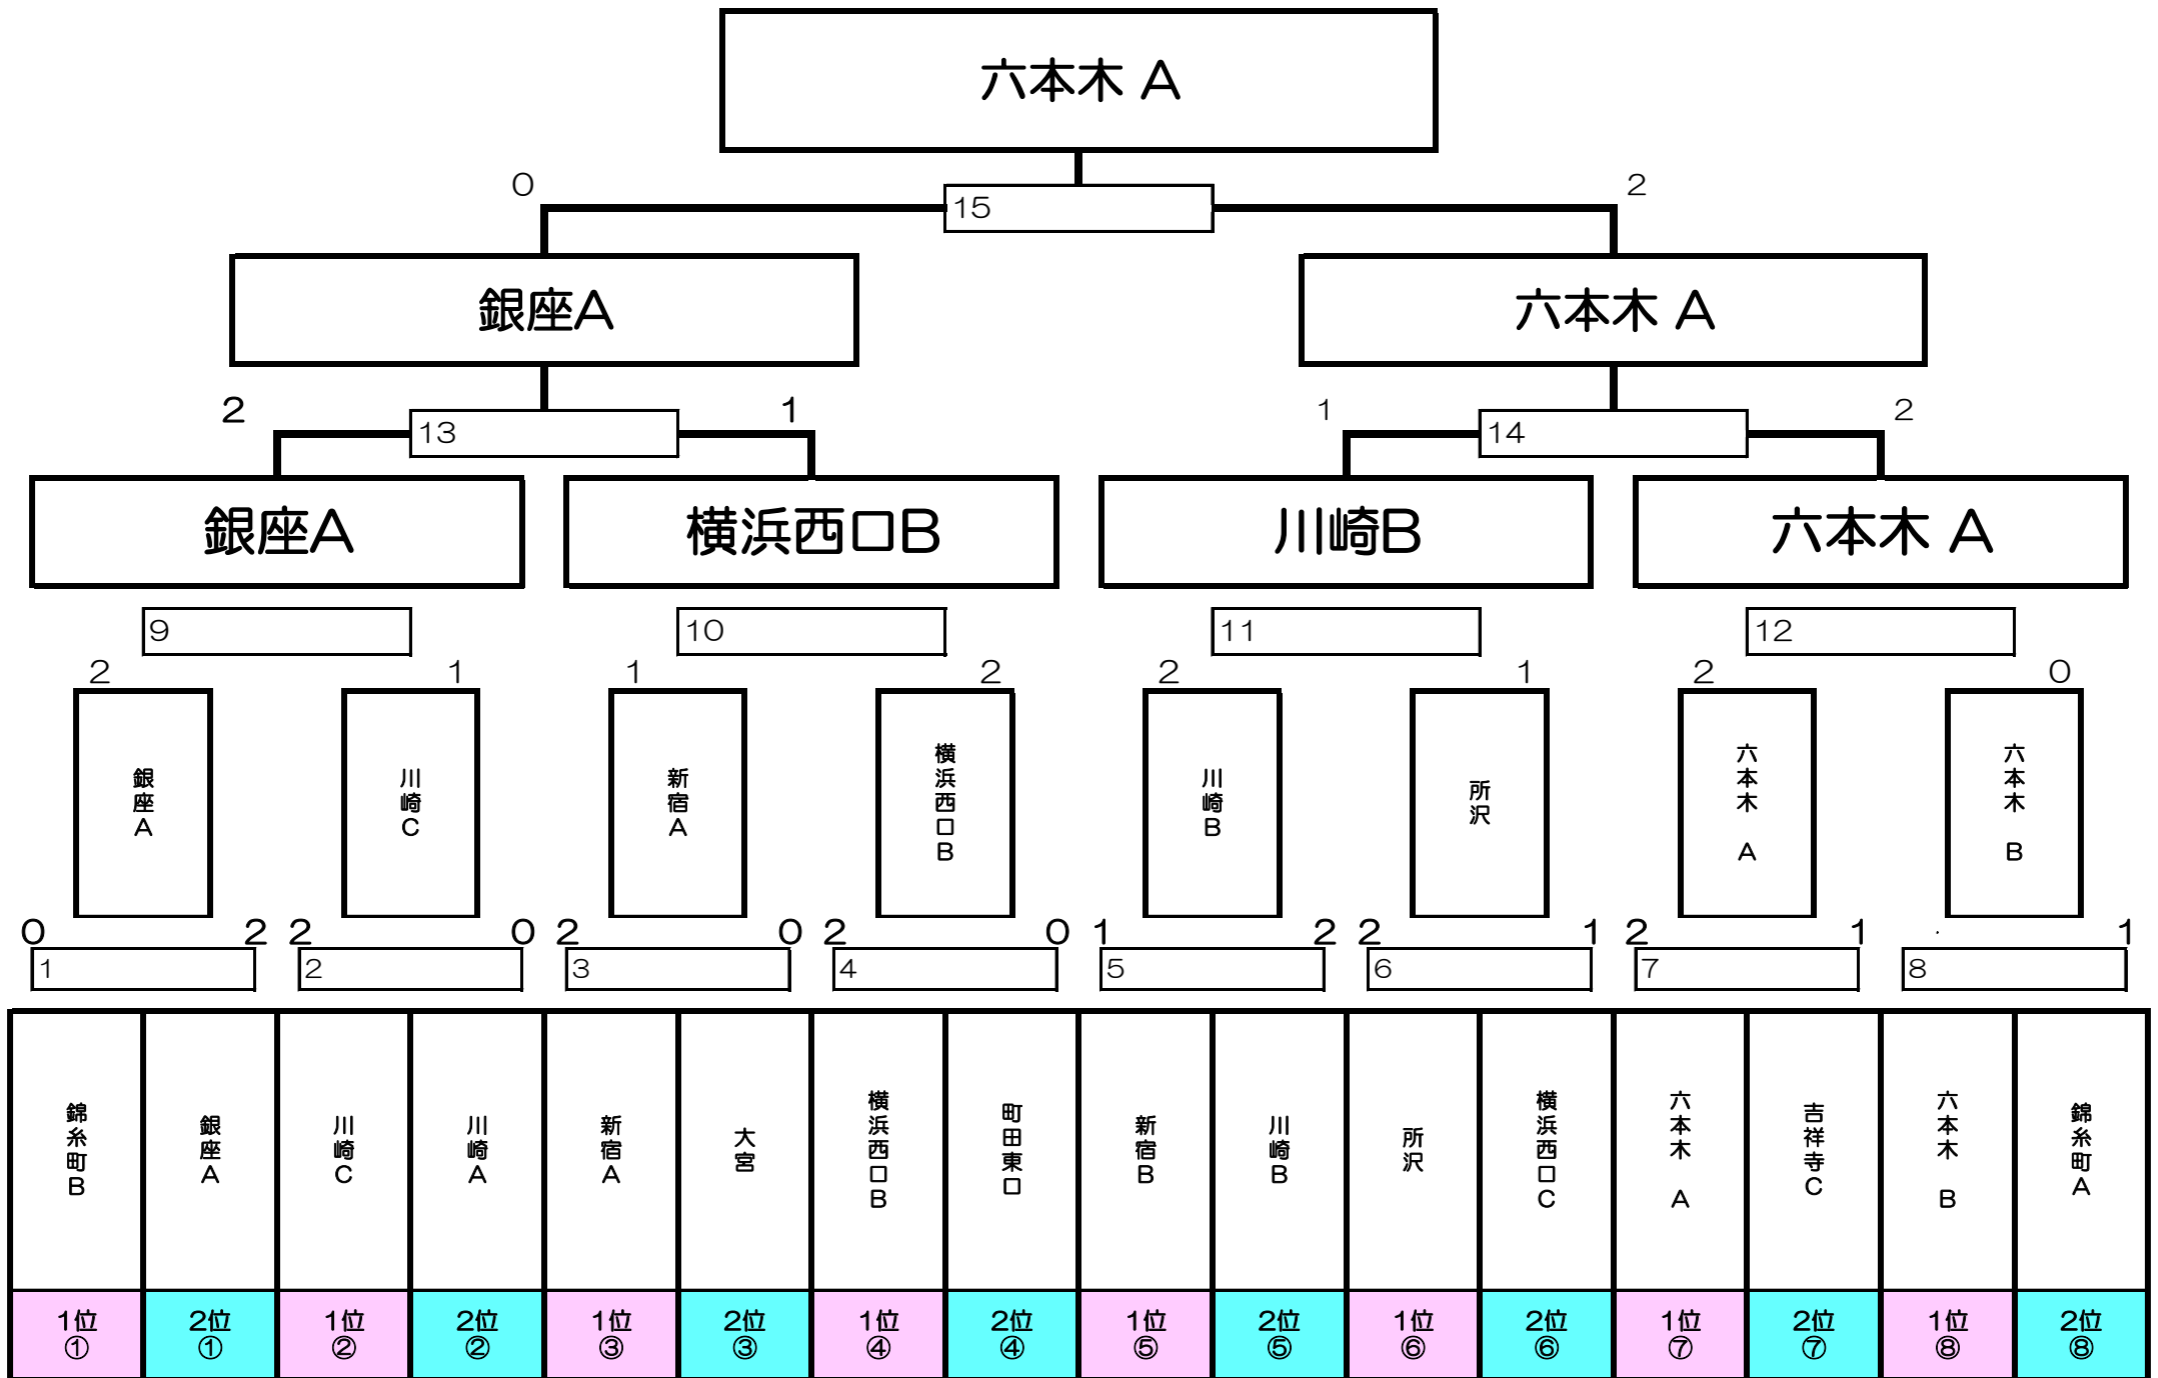 六本木 A
0
2
15
銀座A
六本木 A
2
1
1
2
13
14
銀座A
横浜西口B
川崎B
六本木 A
9
10
11
12
2
1
1
2
2
1
2
0
銀座A
川崎C
新宿A
横浜西口B
川崎B
所沢
六本木 A
六本木 B
0
2
2
0
2
0
2
0
1
2
2
1
2
1
1
1
2
3
4
5
6
7
8
錦糸町B
銀座A
川崎C
川崎A
新宿A
大宮
横浜西口B
町田東口
新宿B
川崎B
所沢
横浜西口C
六本木 A
吉祥寺C
六本木 B
錦糸町A
1位
①
2位
①
1位
②
2位
②
1位
③
2位
③
1位
④
2位
④
1位
⑤
2位
⑤
1位
⑥
2位
⑥
1位
⑦
2位
⑦
1位
⑧
2位
⑧